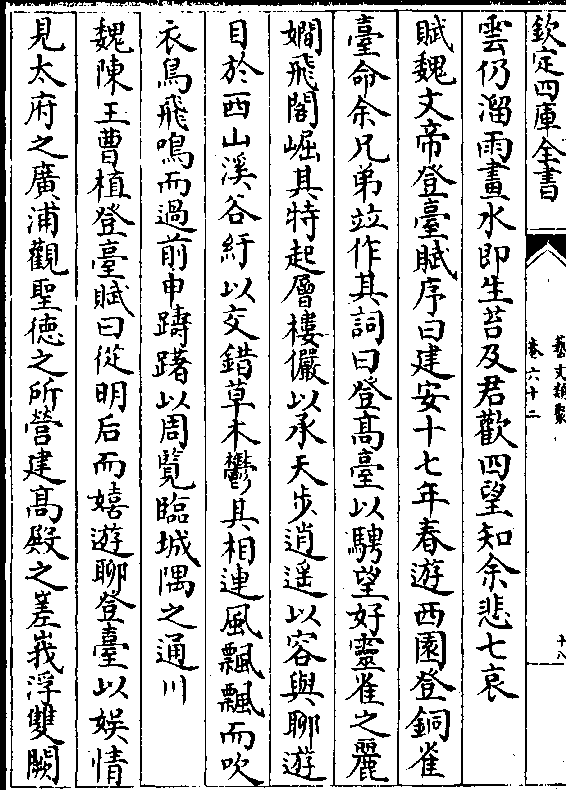 欽定四庫全書
藝文類聚
卷六十二
十八
雲仍溜雨畫水即生苔及君歡四望知余悲七哀
賦魏文帝登臺賦序曰建安十七年春遊西園登銅雀
臺命余兄弟竝作其詞曰登髙臺以騁望好靈雀之麗
嫺飛閣崛其特起層樓儼以承天步逍遥以容與聊遊
目於西山溪谷紆以交錯草木鬱其相連風飄飄而吹
衣鳥飛鳴而過前申躊躇以周覧臨城隅之通川
魏陳王曹植登臺賦曰從明后而嬉遊聊登臺以娱情
見太府之廣浦觀聖徳之所營建髙殿之差峩浮雙闕